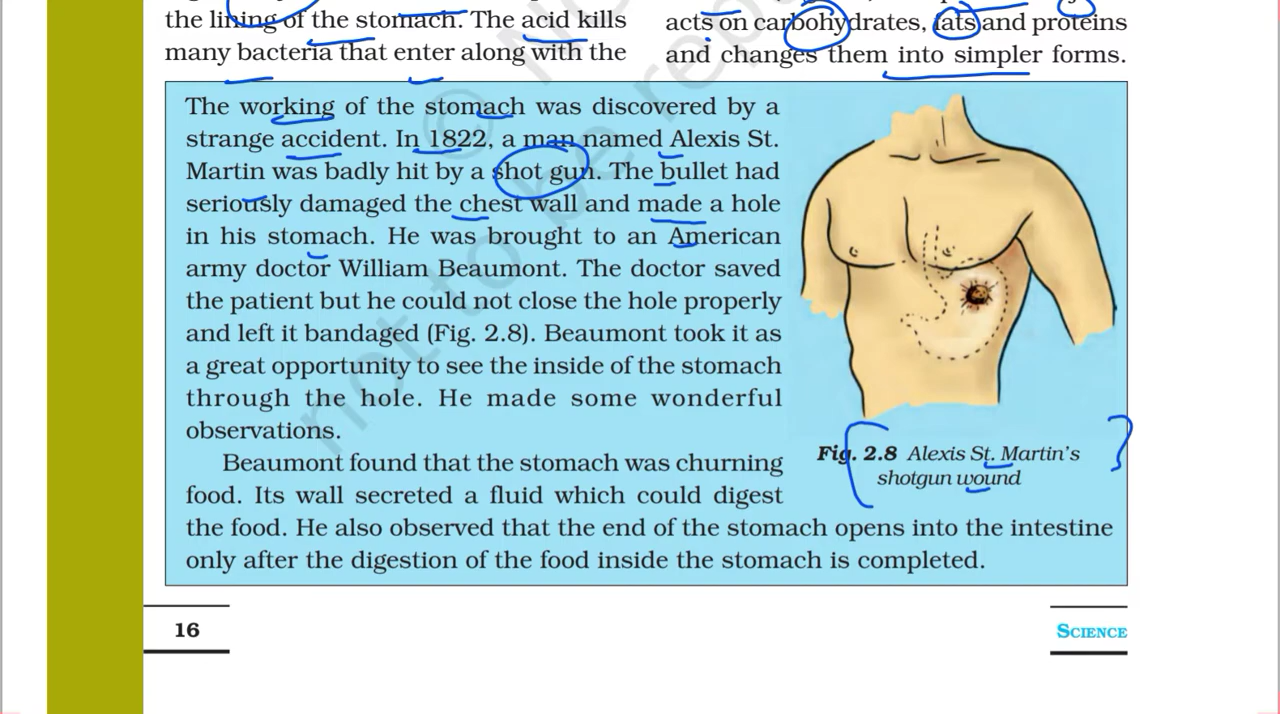 the lining of the stomach. The acid kills
many bacteria that enter along with the
acts on carbohydrates, fats and proteins
and changes them into simpler forms.
The working of the stomach was discovered by a
strange accident. In 1822, a man named Alexis St.
Martin was badly hit by a shot gun. The bullet had
seriously damaged the chest wall and made a hole
in his stomach. He was brought to an American
army doctor William Beaumont. The doctor saved
the patient but he could not close the hole properly
and left it bandaged (Fig. 2.8). Beaumont took it as
a great opportunity to see the inside of the stomach
through the hole. He made some wonderful
observations.
Beaumont found that the stomach was churning
food. Its wall secreted a fluid which could digest
the food. He also observed that the end of the stomach opens into the intestine
only after the digestion of the food inside the stomach is completed.
Fig. 2.8 Alexis St. Martin's
shotgun wound
not to be rep
© N
16
SCIENCE